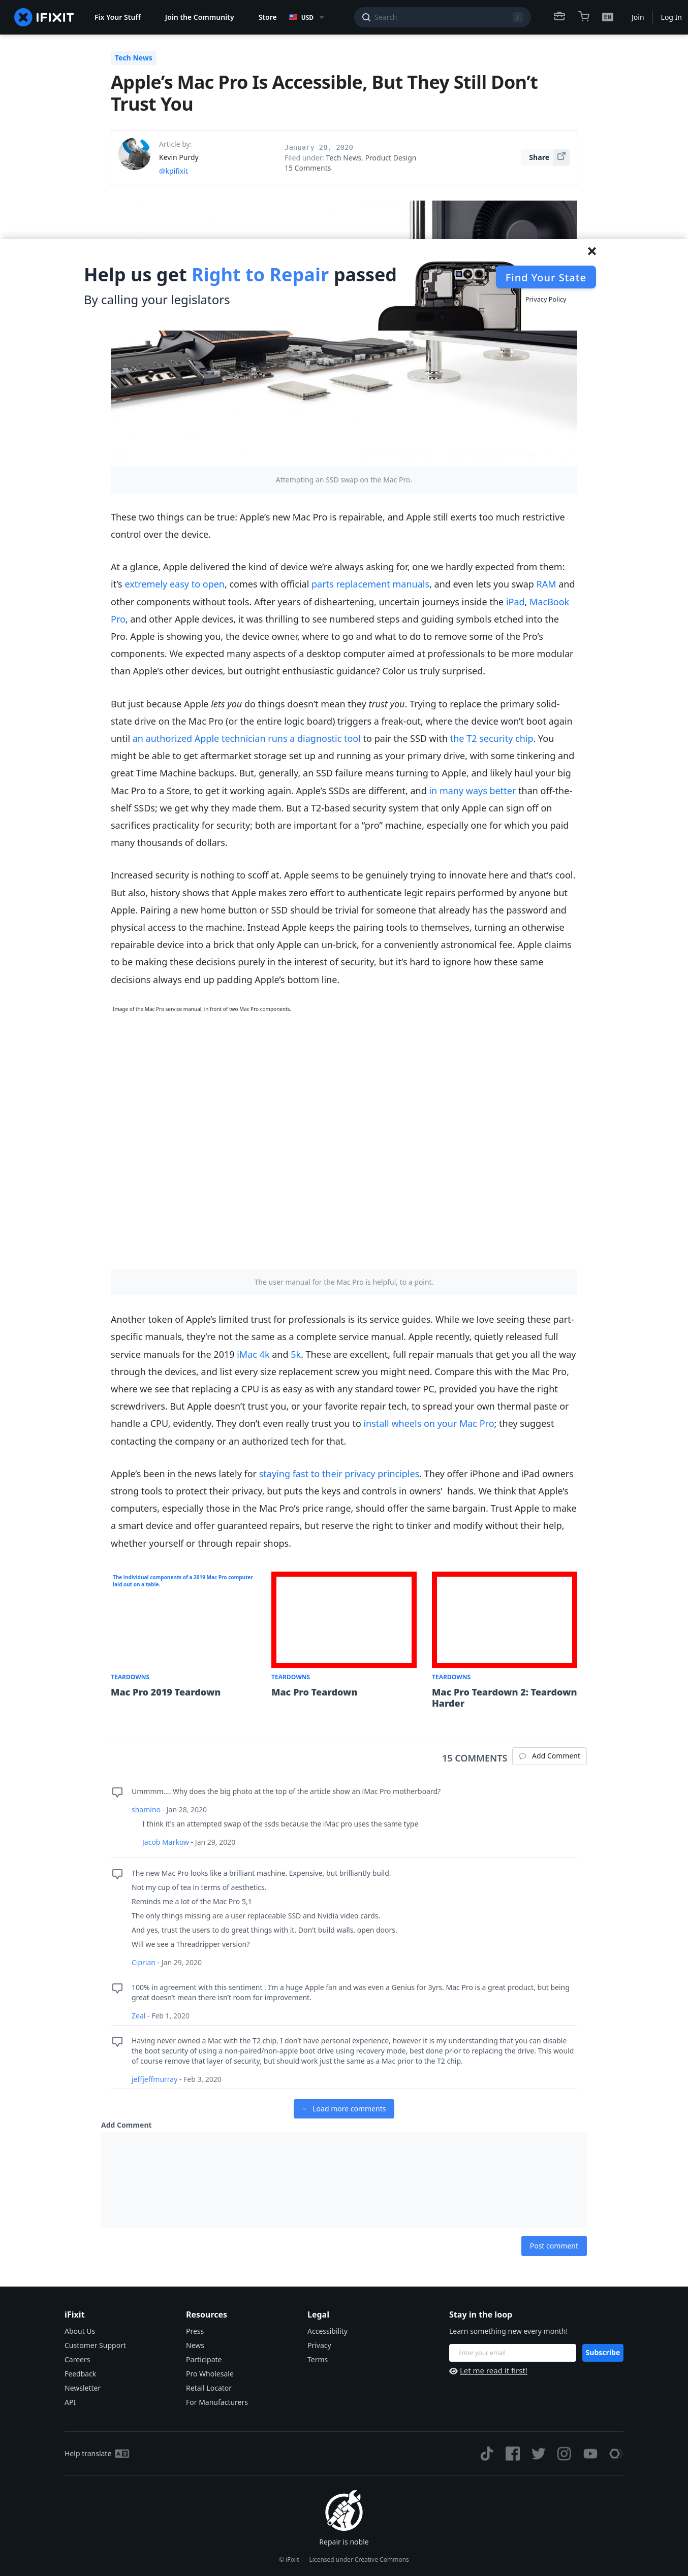 IFIXIT
Fix Your Stuff
Join the Community
Store
USD
Search
/
EN
Join
Log In
Tech News
Apple’s Mac Pro Is Accessible, But They Still Don’t
Trust You
Article by:
Kevin Purdy
@kpifixit
January 28, 2020
Filed under: Tech News, Product Design
15 Comments
Share
Help us get Right to Repair passed
By calling your legislators
Find Your State
Privacy Policy
Attempting an SSD swap on the Mac Pro.
These two things can be true: Apple’s new Mac Pro is repairable, and Apple still exerts too much restrictive
control over the device.
At a glance, Apple delivered the kind of device we’re always asking for, one we hardly expected from them:
it’s extremely easy to open, comes with official parts replacement manuals, and even lets you swap RAM and
other components without tools. After years of disheartening, uncertain journeys inside the iPad, MacBook
Pro, and other Apple devices, it was thrilling to see numbered steps and guiding symbols etched into the
Pro. Apple is showing you, the device owner, where to go and what to do to remove some of the Pro’s
components. We expected many aspects of a desktop computer aimed at professionals to be more modular
than Apple’s other devices, but outright enthusiastic guidance? Color us truly surprised.
But just because Apple lets you do things doesn’t mean they trust you. Trying to replace the primary solid-
state drive on the Mac Pro (or the entire logic board) triggers a freak-out, where the device won’t boot again
until an authorized Apple technician runs a diagnostic tool to pair the SSD with the T2 security chip. You
might be able to get aftermarket storage set up and running as your primary drive, with some tinkering and
great Time Machine backups. But, generally, an SSD failure means turning to Apple, and likely haul your big
Mac Pro to a Store, to get it working again. Apple’s SSDs are different, and in many ways better than off-the-
shelf SSDs; we get why they made them. But a T2-based security system that only Apple can sign off on
sacrifices practicality for security; both are important for a “pro” machine, especially one for which you paid
many thousands of dollars.
Increased security is nothing to scoff at. Apple seems to be genuinely trying to innovate here and that’s cool.
But also, history shows that Apple makes zero effort to authenticate legit repairs performed by anyone but
Apple. Pairing a new home button or SSD should be trivial for someone that already has the password and
physical access to the machine. Instead Apple keeps the pairing tools to themselves, turning an otherwise
repairable device into a brick that only Apple can un-brick, for a conveniently astronomical fee. Apple claims
to be making these decisions purely in the interest of security, but it’s hard to ignore how these same
decisions always end up padding Apple’s bottom line.
Image of the Mac Pro service manual, in front of two Mac Pro components.
The user manual for the Mac Pro is helpful, to a point.
Another token of Apple’s limited trust for professionals is its service guides. While we love seeing these part-
specific manuals, they’re not the same as a complete service manual. Apple recently, quietly released full
service manuals for the 2019 iMac 4k and 5k. These are excellent, full repair manuals that get you all the way
through the devices, and list every size replacement screw you might need. Compare this with the Mac Pro,
where we see that replacing a CPU is as easy as with any standard tower PC, provided you have the right
screwdrivers. But Apple doesn’t trust you, or your favorite repair tech, to spread your own thermal paste or
handle a CPU, evidently. They don’t even really trust you to install wheels on your Mac Pro; they suggest
contacting the company or an authorized tech for that.
Apple’s been in the news lately for staying fast to their privacy principles. They offer iPhone and iPad owners
strong tools to protect their privacy, but puts the keys and controls in owners’ hands. We think that Apple’s
computers, especially those in the Mac Pro’s price range, should offer the same bargain. Trust Apple to make
a smart device and offer guaranteed repairs, but reserve the right to tinker and modify without their help,
whether yourself or through repair shops.
The individual components of a 2019 Mac Pro computer
laid out on a table.
TEARDOWNS
Mac Pro 2019 Teardown
TEARDOWNS
Mac Pro Teardown
TEARDOWNS
Mac Pro Teardown 2: Teardown
Harder
15 COMMENTS
Add Comment
Ummmm.... Why does the big photo at the top of the article show an iMac Pro motherboard?
shamino - Jan 28, 2020
I think it's an attempted swap of the ssds because the iMac pro uses the same type
Jacob Markow - Jan 29, 2020
The new Mac Pro looks like a brilliant machine. Expensive, but brilliantly build.
Not my cup of tea in terms of aesthetics.
Reminds me a lot of the Mac Pro 5,1
The only things missing are a user replaceable SSD and Nvidia video cards.
And yes, trust the users to do great things with it. Don't build walls, open doors.
Will we see a Threadripper version?
Ciprian - Jan 29, 2020
100% in agreement with this sentiment . I’m a huge Apple fan and was even a Genius for 3yrs. Mac Pro is a great product, but being
great doesn’t mean there isn’t room for improvement.
Zeal - Feb 1, 2020
Having never owned a Mac with the T2 chip, I don’t have personal experience, however it is my understanding that you can disable
the boot security of using a non-paired/non-apple boot drive using recovery mode, best done prior to replacing the drive. This would
of course remove that layer of security, but should work just the same as a Mac prior to the T2 chip.
jeffjeffmurray - Feb 3, 2020
Load more comments
Add Comment
Post comment
iFixit
About Us
Customer Support
Careers
Feedback
Newsletter
API
Resources
Press
News
Participate
Pro Wholesale
Retail Locator
For Manufacturers
Legal
Accessibility
Privacy
Terms
Stay in the loop
Learn something new every month!
Enter your email
Subscribe
Let me read it first!
Help translate
Repair is noble
© iFixit — Licensed under Creative Commons